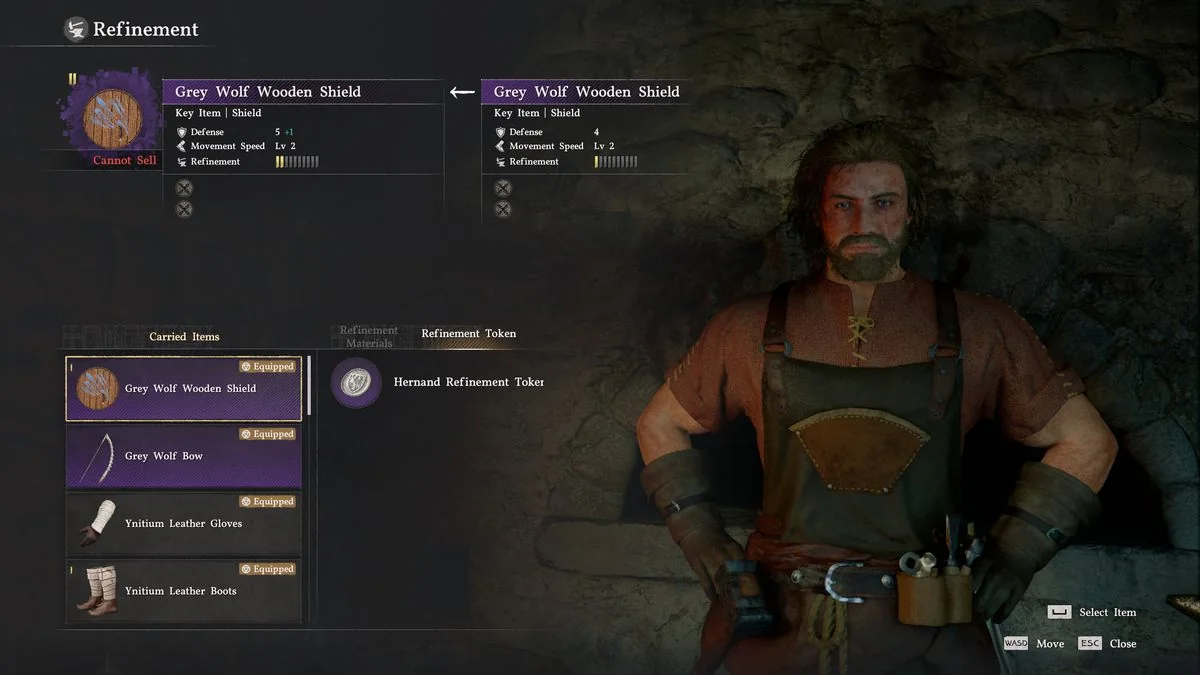 Refinement
Grey Wolf Wooden Shield
Key Item | Shield
Defense 5 +1
Movement Speed Lv 2
Refinement
Cannot Sell
Grey Wolf Wooden Shield
Key Item | Shield
Defense 4
Movement Speed Lv 2
Refinement
Carried Items
Equipped
Grey Wolf Wooden Shield
Equipped
Grey Wolf Bow
Equipped
Ynitium Leather Gloves
Equipped
Ynitium Leather Boots
Refinement
Materials
Refinement Token
Hernand Refinement Token
Select Item
WASD Move ESC Close